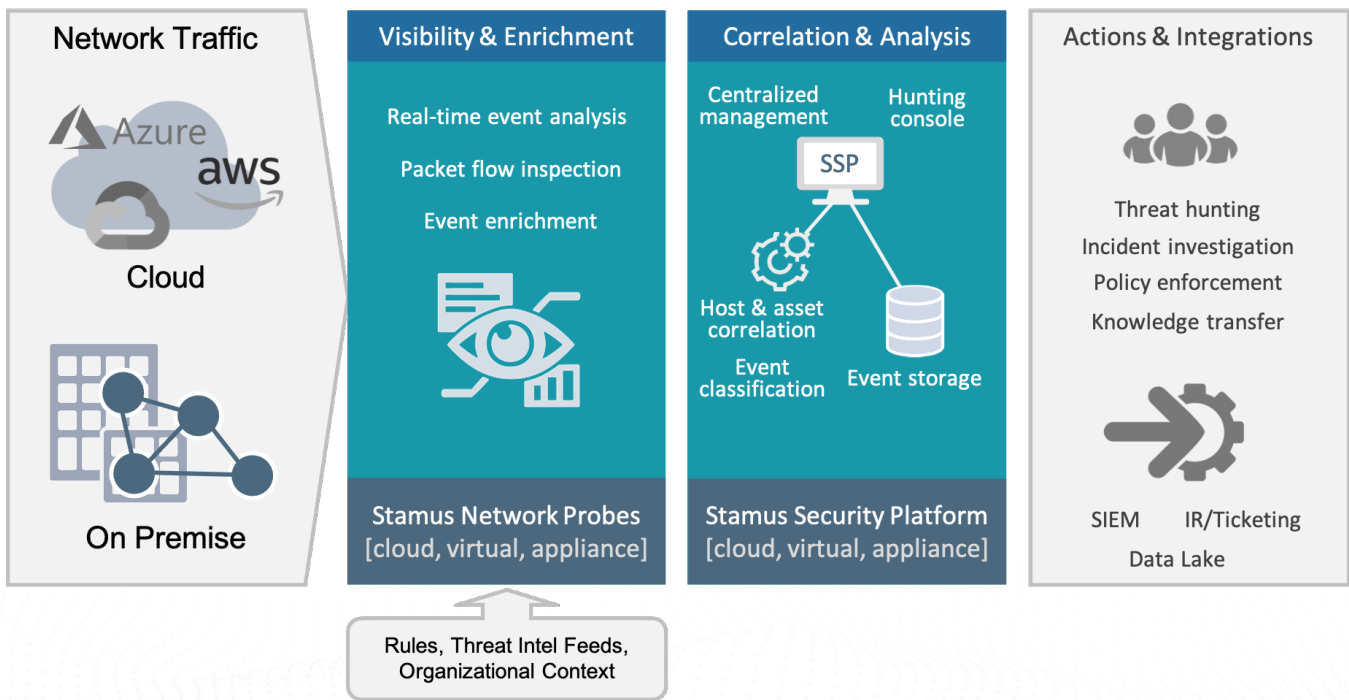 Network Traffic
Azure
aws
Cloud
On Premise
Visibility & Enrichment
Real-time event analysis
Packet flow inspection
Event enrichment
Stamus Network Probes
[cloud, virtual, appliance]
Rules, Threat Intel Feeds,
Organizational Context
Correlation & Analysis
Centralized
management
Hunting
console
SSP
Host & asset
correlation
Event
classification
Event storage
Stamus Security Platform
[cloud, virtual, appliance]
Actions & Integrations
Threat hunting
Incident investigation
Policy enforcement
Knowledge transfer
SIEM IR/Ticketing
Data Lake